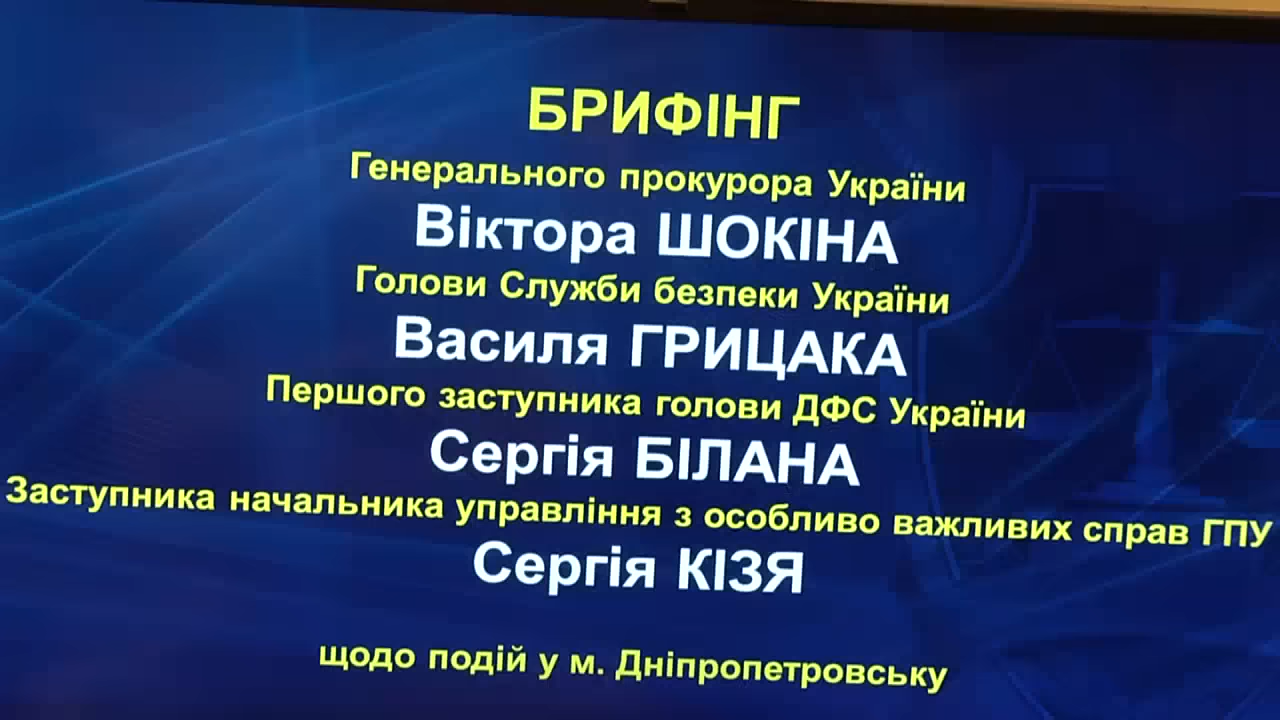 БРИФІНГ
Генерального прокурора України
Віктора ШОКІНА
Голови Служби безпеки України
Василя ГРИЦАКА
Першого заступника голови ДФС України
Сергія БІЛАНА
Заступника начальника управління з особливо важливих справ ГПУ
Сергія КІЗЯ
щодо подій у м. Дніпропетровську